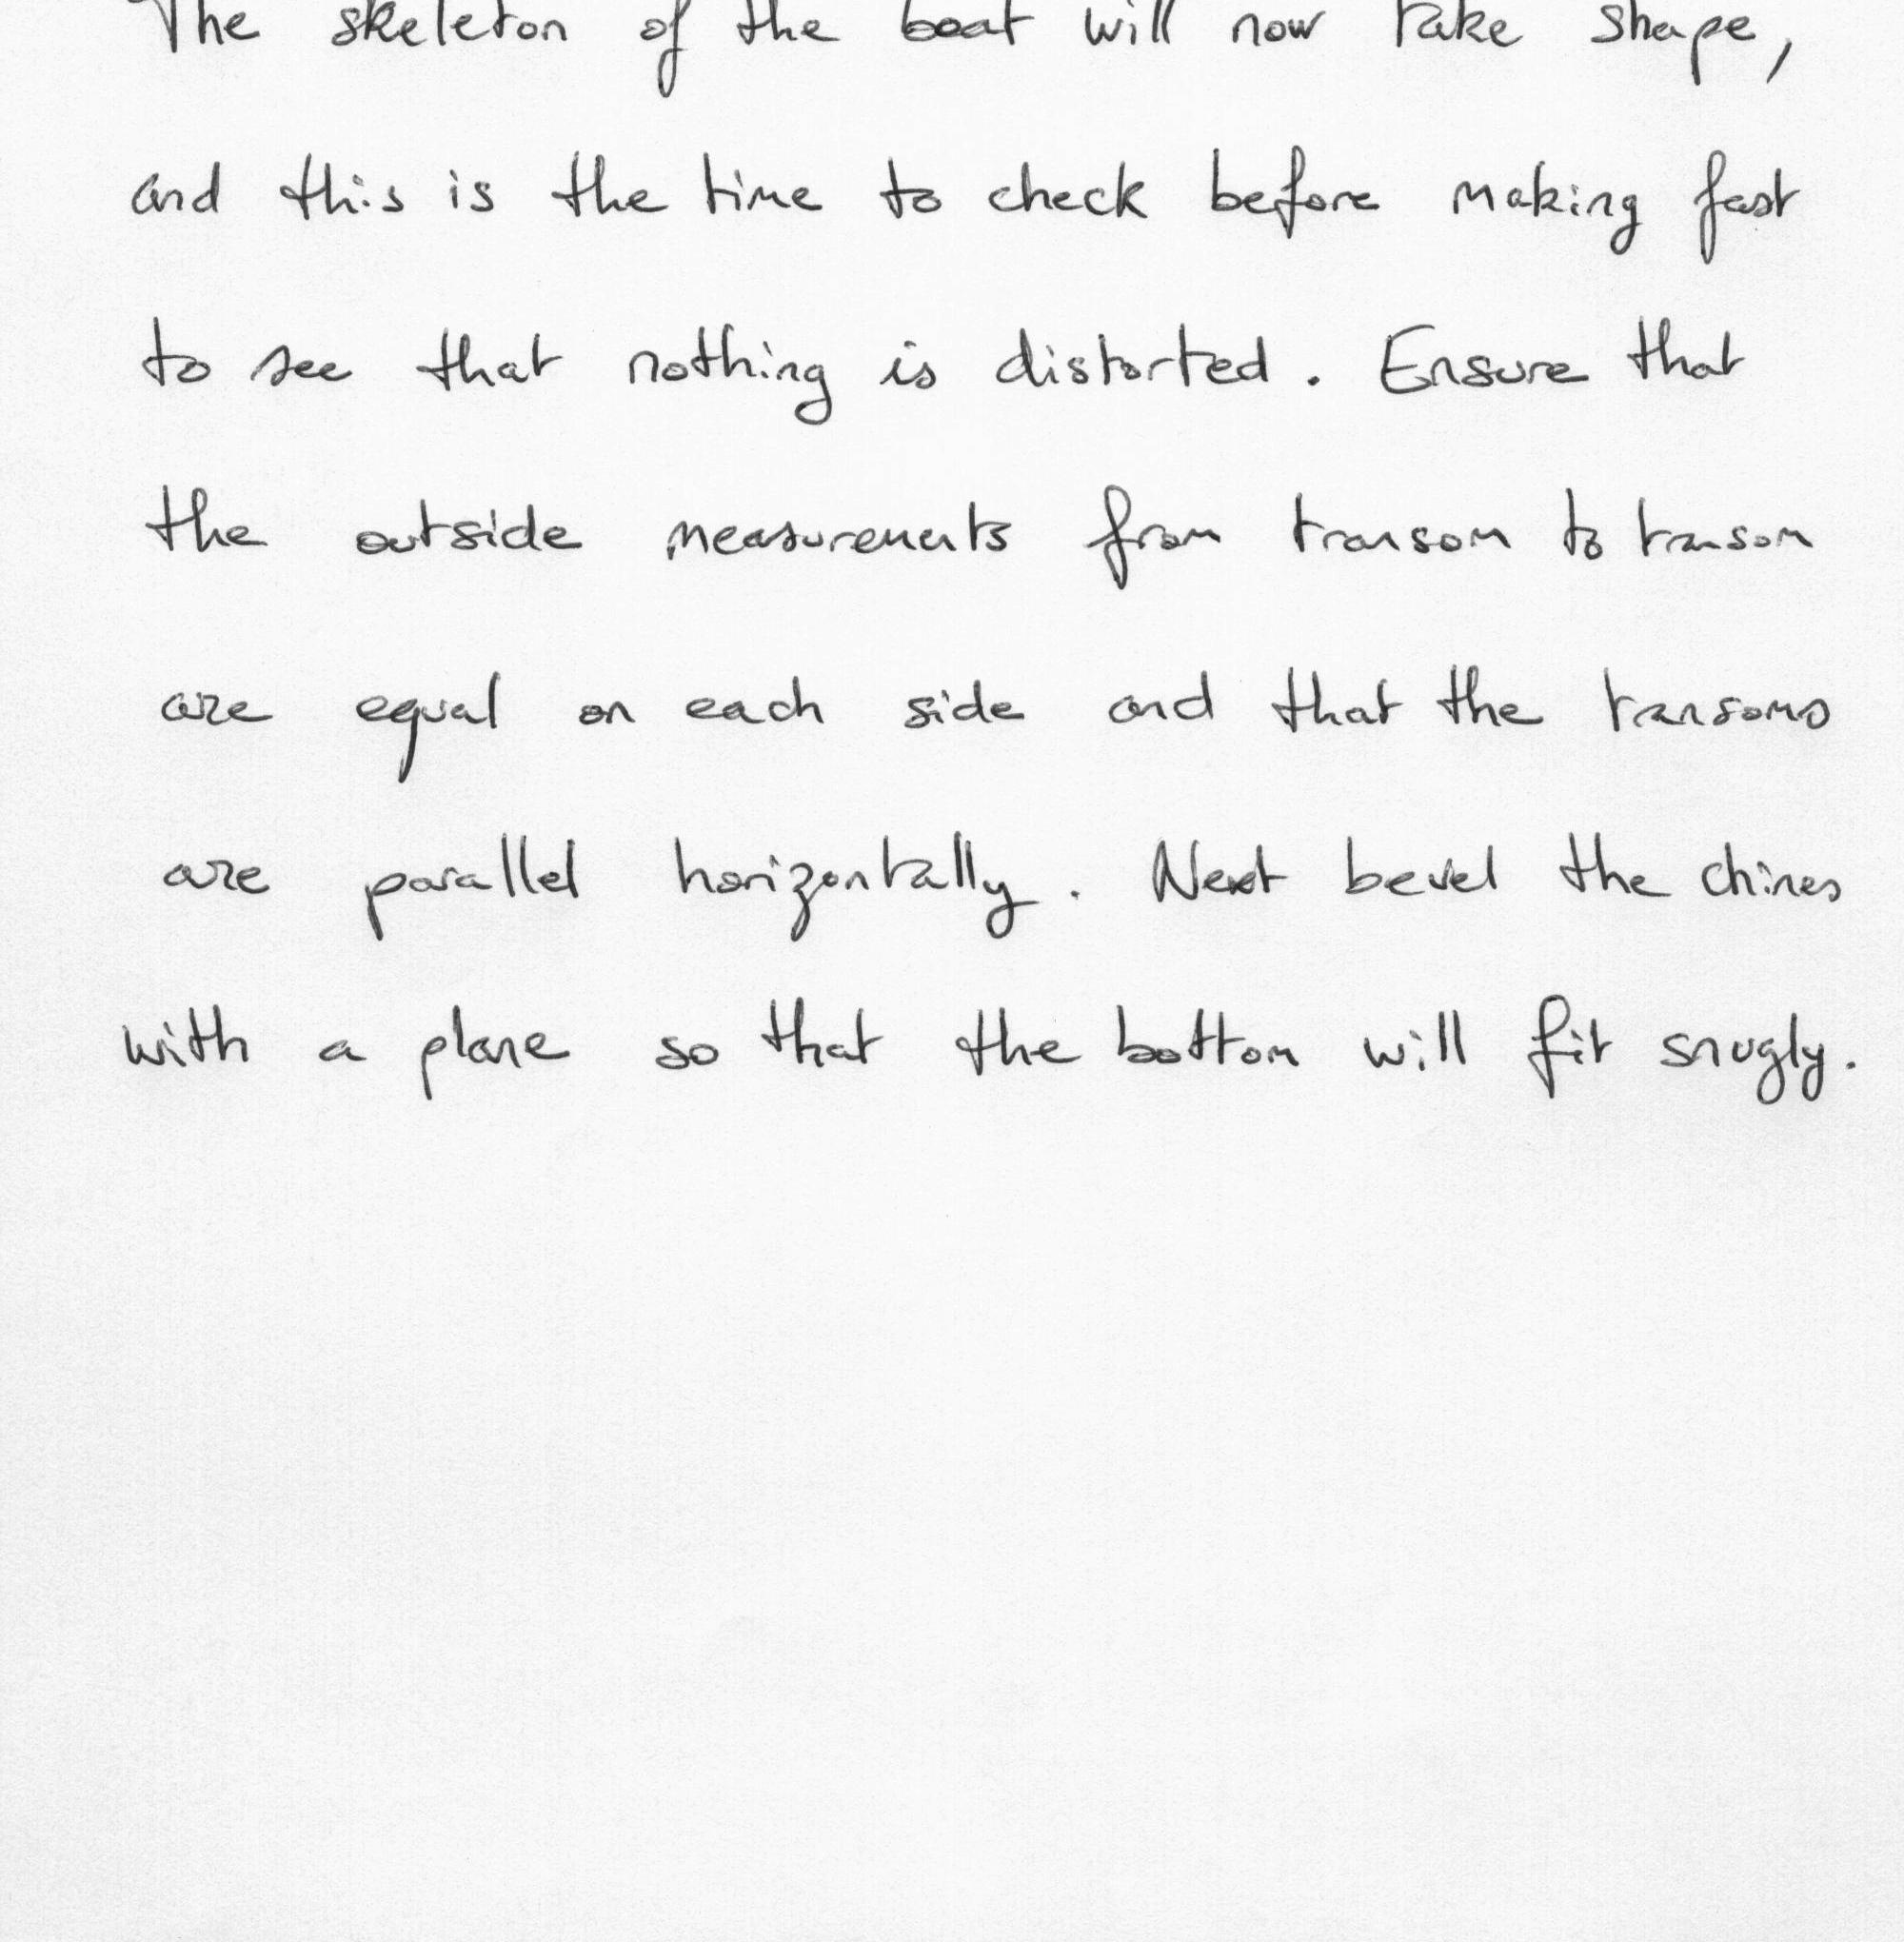 The skeleton of the boat will now take shape,
and this is the time to check before making fast
to see that nothing is distorted. Ensure that
the outside measurements from transom to transom
are equal on each side and that the transoms
are parallel horizontally. Next bevel the chines
with a plane so that the bottom will fit snugly.